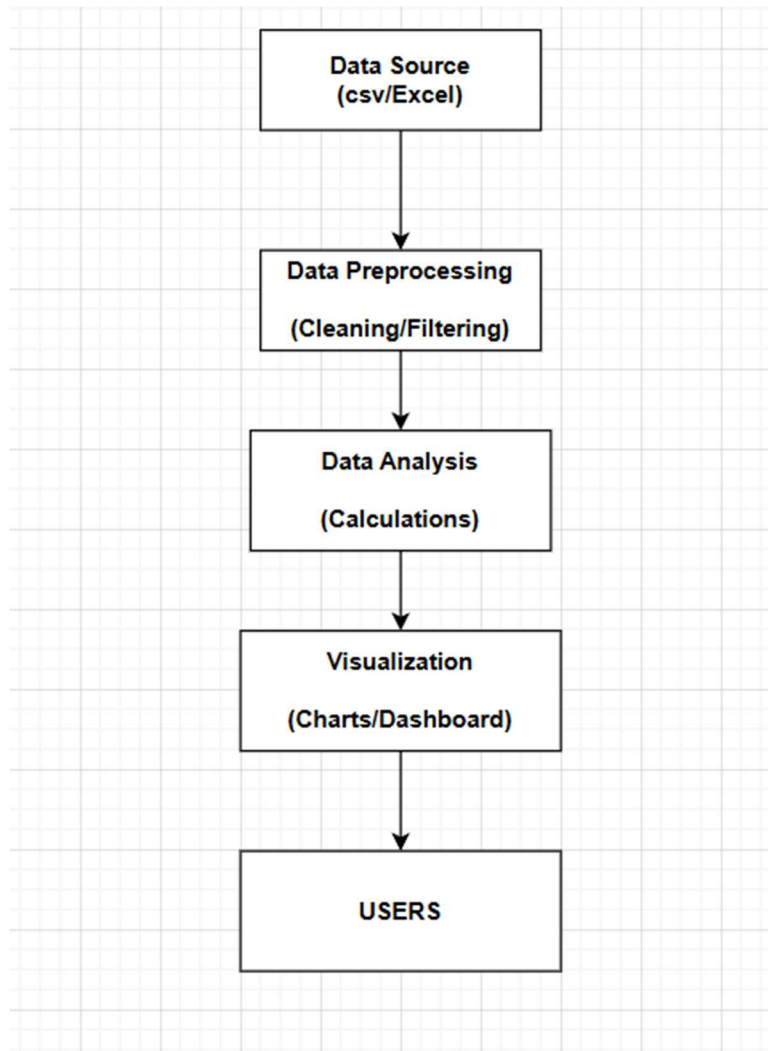 Data Source
(csv/Excel)
Data Preprocessing
(Cleaning/Filtering)
Data Analysis
(Calculations)
Visualization
(Charts/Dashboard)
USERS